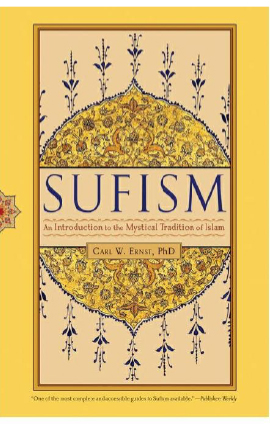 SUFISM
An Introduction to the Mystical Tradition of Islam
CARL W. ERNST, PhD
"One of the most complete and accessible guides to Sufism available."—Publishers Weekly